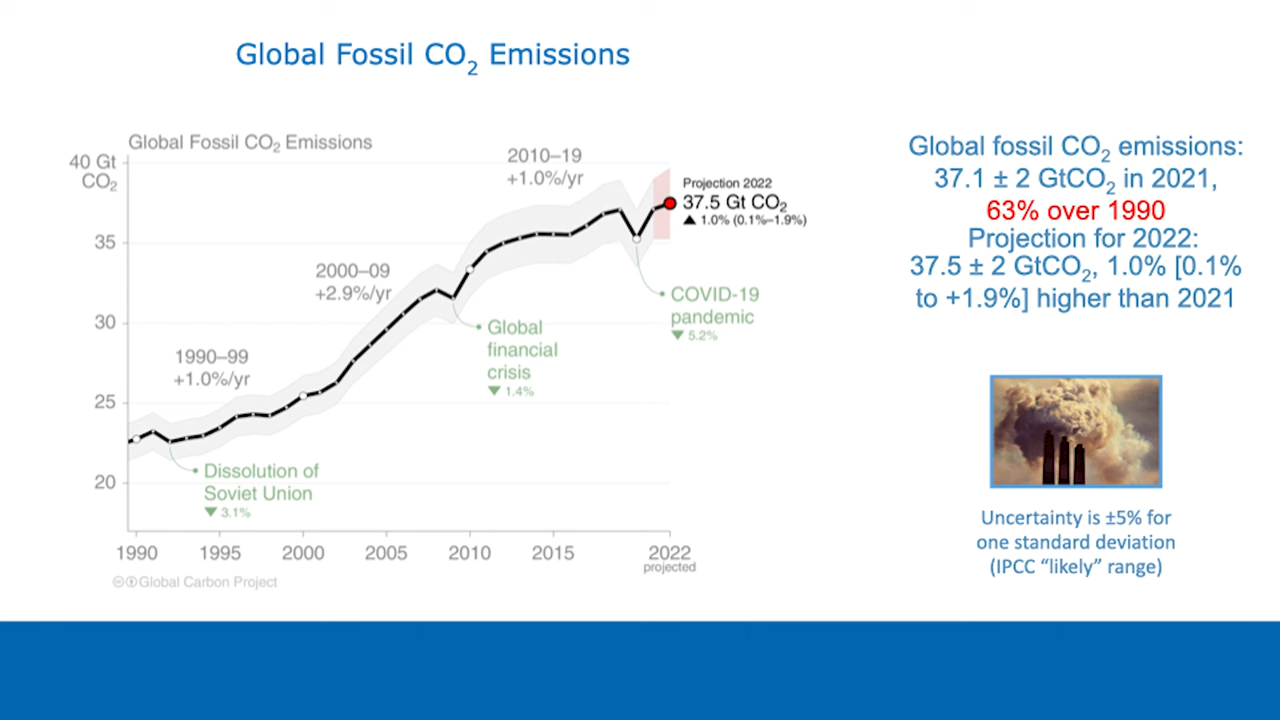 Global Fossil CO₂ Emissions
Global Fossil CO₂ Emissions
40 Gt
CO₂
35
30
25
20
1990–99
+1.0%/yr
2000–09
+2.9%/yr
2010–19
+1.0%/yr
Projection 2022
37.5 Gt CO₂
▲ 1.0% (0.1%–1.9%)
COVID-19
pandemic
▼ 5.2%
Global
financial
crisis
▼ 1.4%
Dissolution of
Soviet Union
▼ 3.1%
1990
1995
2000
2005
2010
2015
2022
projected
Global Carbon Project
Global fossil CO₂ emissions:
37.1 ± 2 GtCO₂ in 2021,
63% over 1990
Projection for 2022:
37.5 ± 2 GtCO₂, 1.0% [0.1%
to +1.9%] higher than 2021
Uncertainty is ±5% for
one standard deviation
(IPCC “likely” range)